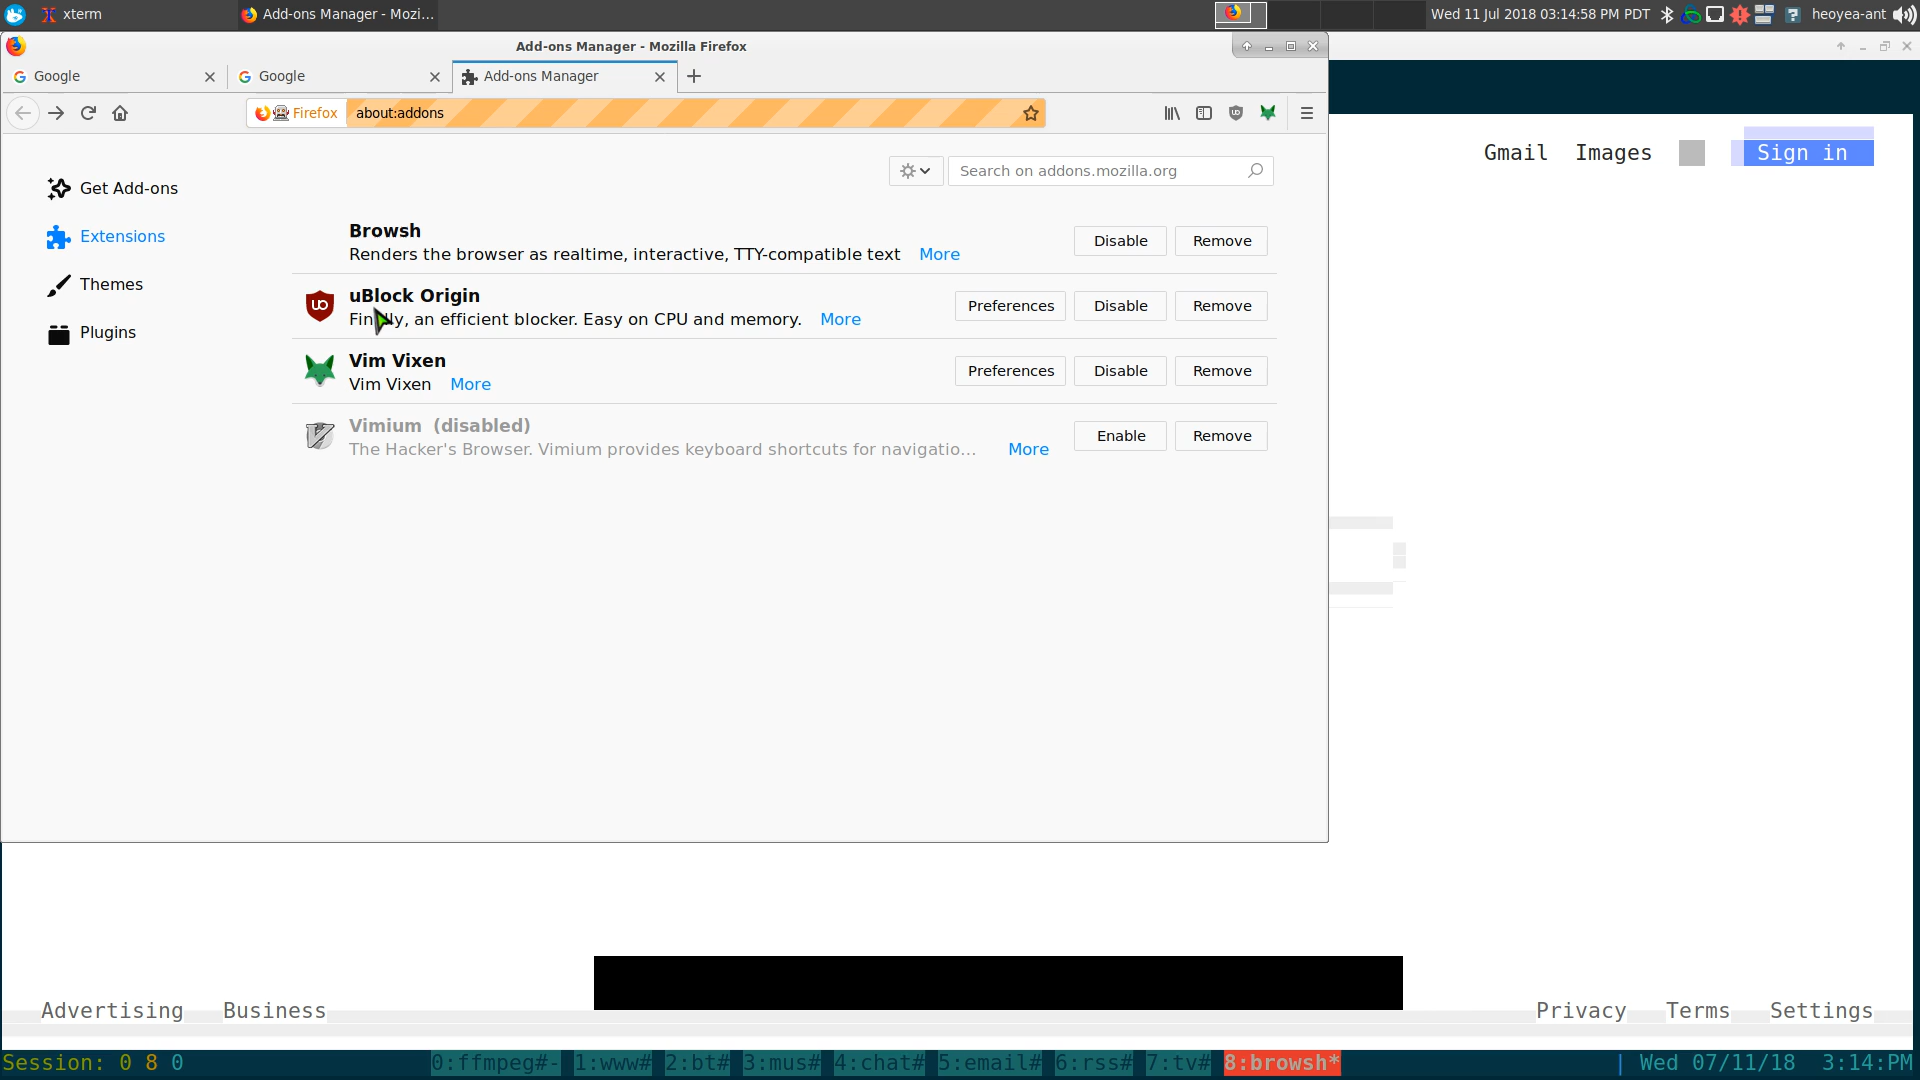 xterm
Add-ons Manager - Mozi...
Wed 11 Jul 2018 03:14:58 PM PDT
heoyea-ant
Add-ons Manager - Mozilla Firefox
Google
Google
Add-ons Manager
Firefox
about:addons
Search on addons.mozilla.org
Get Add-ons
Extensions
Themes
Plugins
Browsh
Renders the browser as realtime, interactive, TTY-compatible text More
Disable
Remove
uBlock Origin
Finally, an efficient blocker. Easy on CPU and memory. More
Preferences
Disable
Remove
Vim Vixen
Vim Vixen More
Preferences
Disable
Remove
Vimium (disabled)
The Hacker's Browser. Vimium provides keyboard shortcuts for navigatio... More
Enable
Remove
Gmail Images
Sign in
Advertising Business
Privacy Terms Settings
Session: 0 8 0
0:ffmpeg#- 1:www# 2:bt# 3:mus# 4:chat# 5:email# 6:rss# 7:tv# 8:browsh*
| Wed 07/11/18 3:14:PM